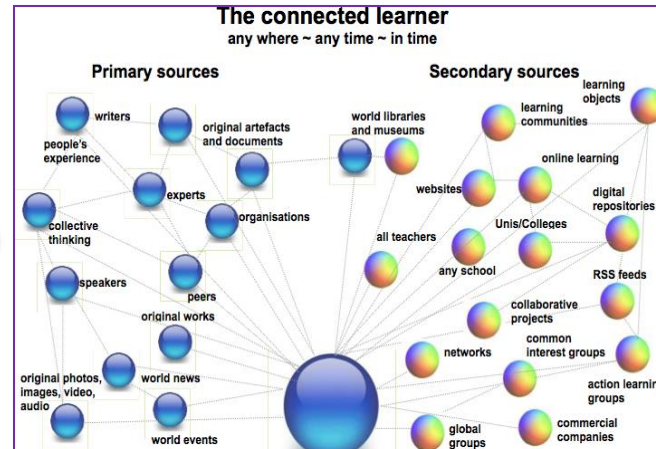 The connected learner
any where ~ any time ~ in time
Primary sources
Secondary sources
writers
people's
experience
original artefacts
and documents
experts
collective
thinking
organisations
speakers
peers
original works
original photos,
images, video,
audio
world news
world events
world libraries
and museums
learning
communities
learning
objects
online learning
websites
digital
repositories
all teachers
Unis/Colleges
any school
RSS feeds
collaborative
projects
networks
common
interest groups
action learning
groups
global
groups
commercial
companies